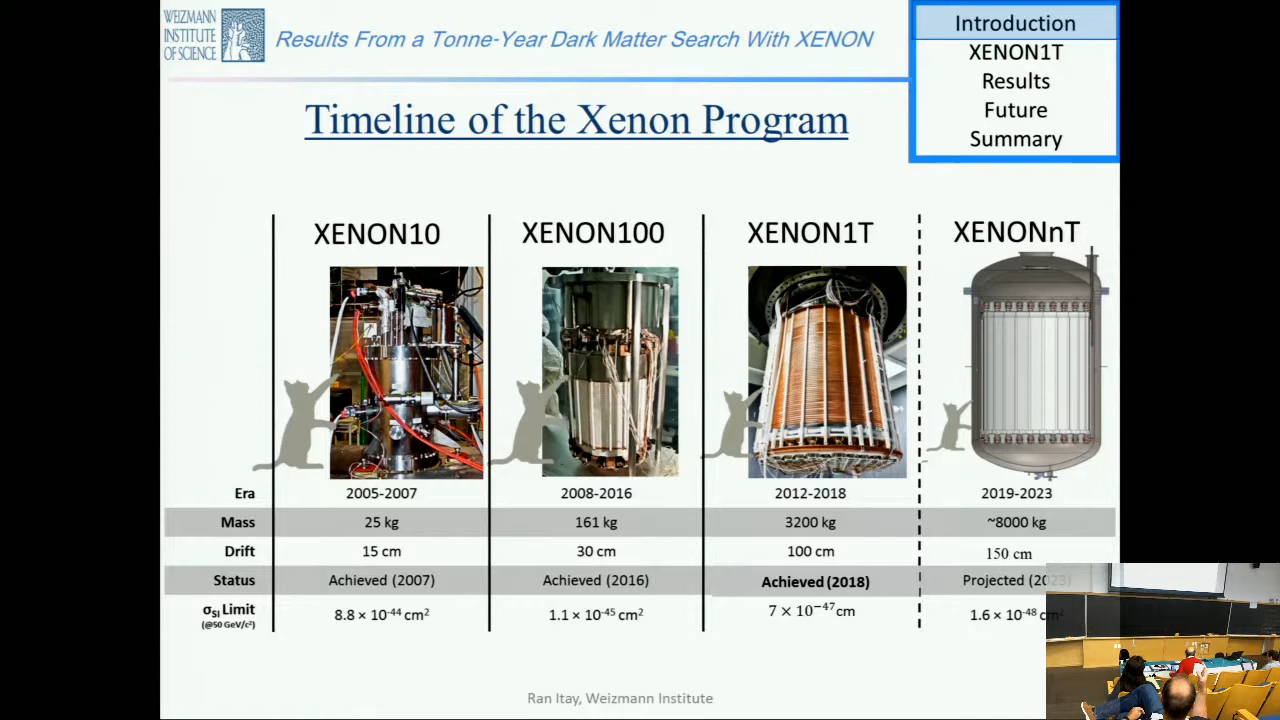 WEIZMANN
INSTITUTE
OF SCIENCE
Results From a Tonne-Year Dark Matter Search With XENON
Introduction
XENON1T
Results
Future
Summary
Timeline of the Xenon Program
XENON10 XENON100 XENON1T XENONnT
Era 2005-2007 2008-2016 2012-2018 2019-2023
Mass 25 kg 161 kg 3200 kg ~8000 kg
Drift 15 cm 30 cm 100 cm 150 cm
Status Achieved (2007) Achieved (2016) Achieved (2018) Projected (2023)
σSI Limit 8.8 × 10⁻⁴⁴ cm² 1.1 × 10⁻⁴⁵ cm² 7 × 10⁻⁴⁷cm 1.6 × 10⁻⁴⁸ cm²
(@50 GeV/c²)
Ran Itay, Weizmann Institute